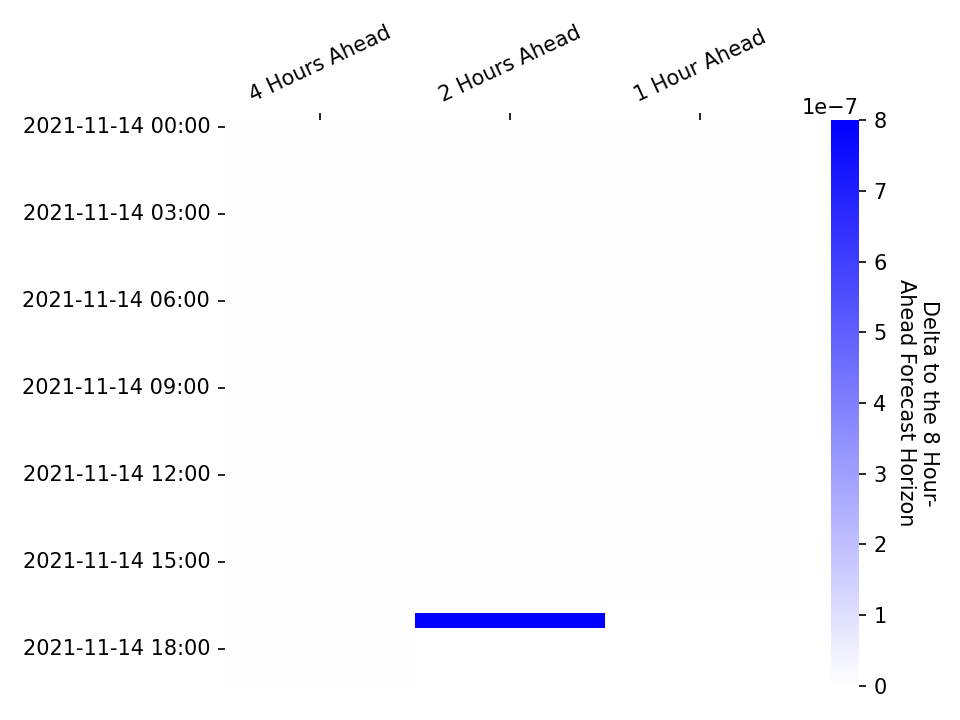 4 Hours Ahead
2 Hours Ahead
1 Hour Ahead
2021-11-14 00:00
2021-11-14 03:00
2021-11-14 06:00
2021-11-14 09:00
2021-11-14 12:00
2021-11-14 15:00
2021-11-14 18:00
1e−7
8
7
6
5
4
3
2
1
0
Delta to the 8 Hour-
Ahead Forecast Horizon